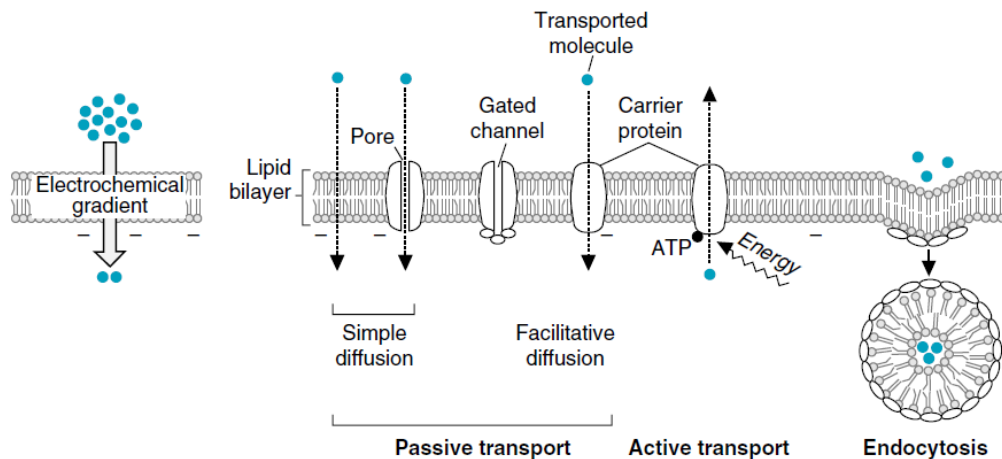 Transported
molecule
Gated
channel
Carrier
protein
Pore
Lipid
bilayer
Electrochemical
gradient
ATP
Energy
Simple
diffusion
Facilitative
diffusion
Passive transport
Active transport
Endocytosis